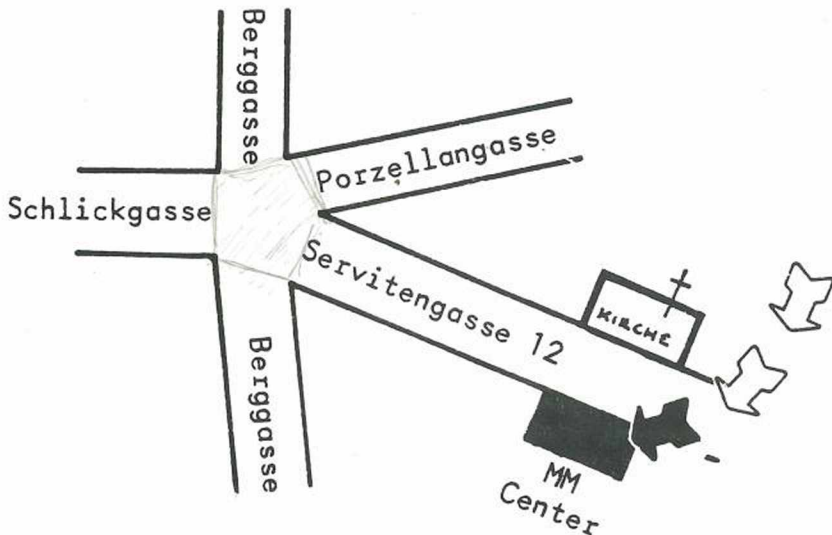 Berggasse
Porzellangasse
Schlickgasse
Servitengasse 12
KIRCHE
Berggasse
MM
Center